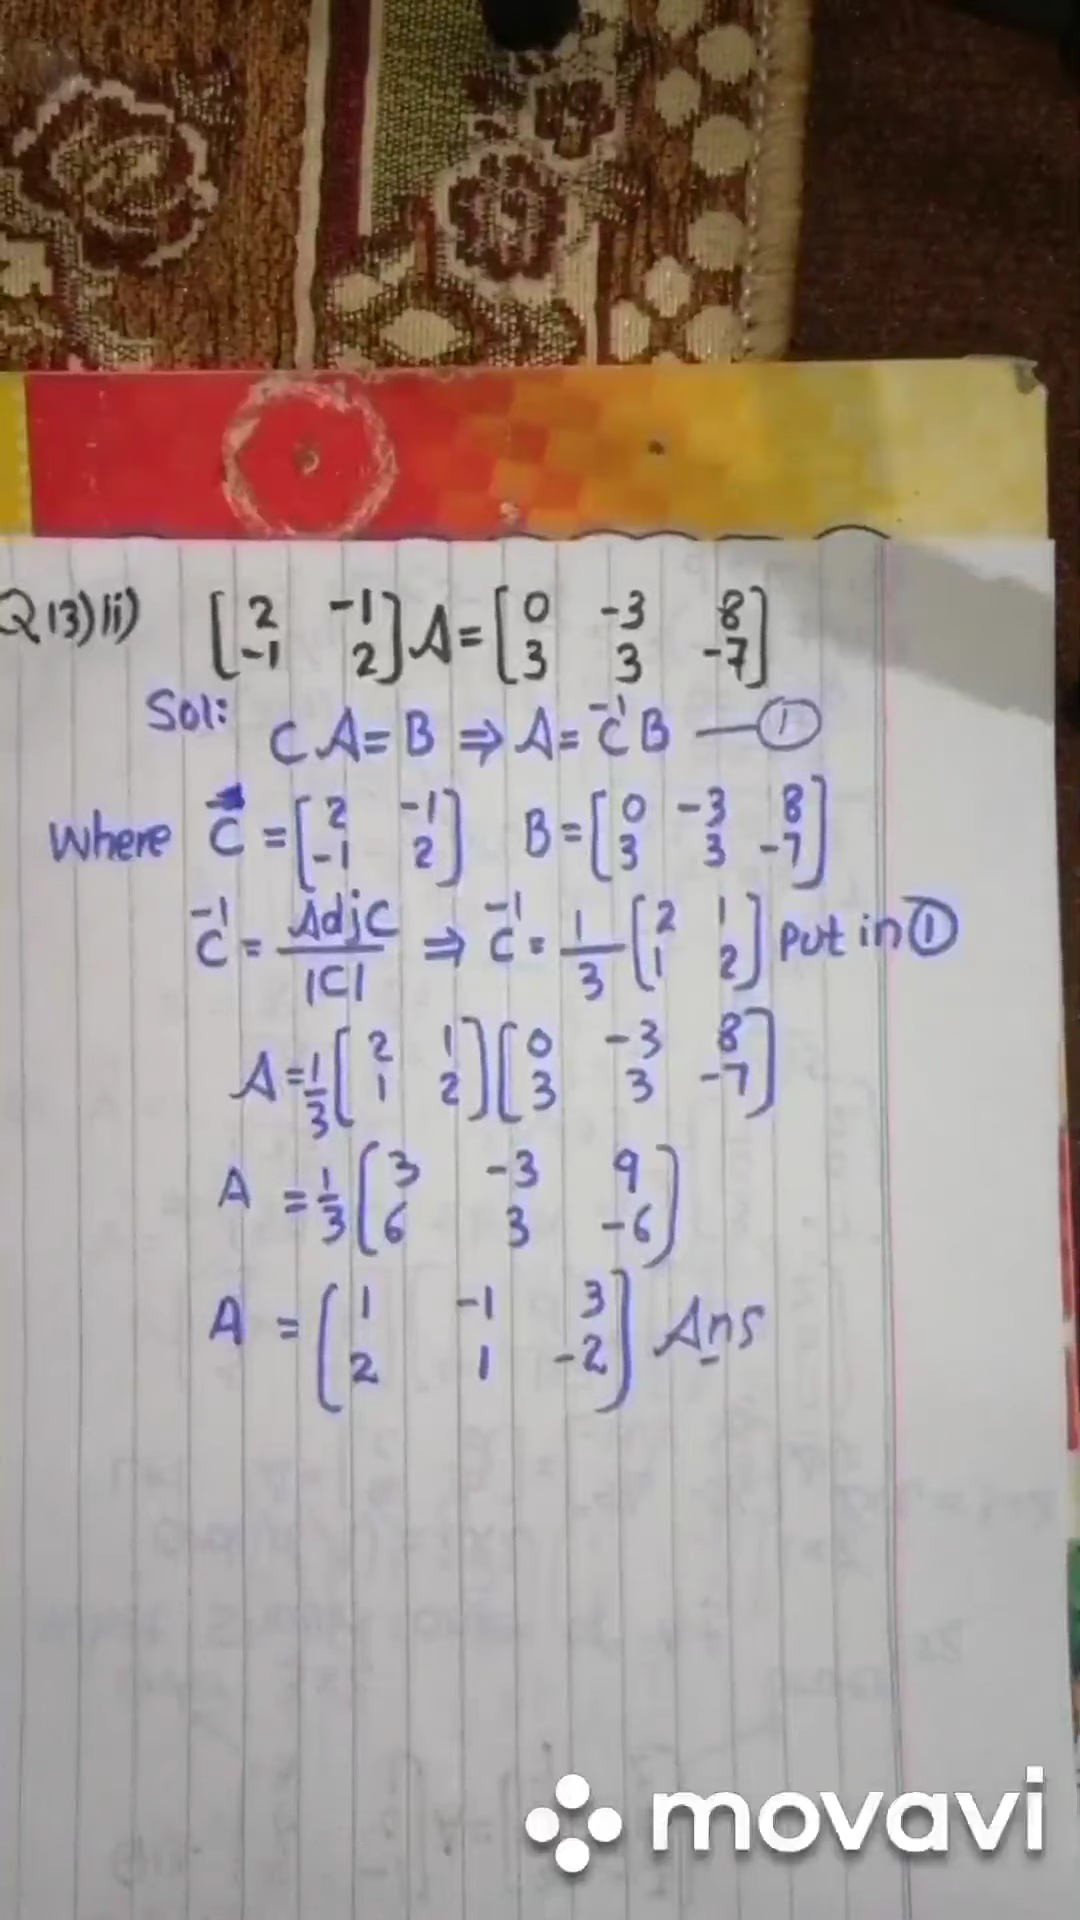 Q 13) ii) [2 -1
-1 2] A = [0 -3 8
3 3 -7]
Sol:
C A = B ⇒ A = C⁻¹ B — ①
Where C = [2 -1
-1 2] B = [0 -3 8
3 3 -7]
C⁻¹ = AdjC / |C| ⇒ C⁻¹ = 1/3 [2 1
1 2] Put in ①
A = 1/3 [2 1
1 2] [0 -3 8
3 3 -7]
A = 1/3 [3 -3 9
6 3 -6]
A = [1 -1 3
2 1 -2] Ans
movavi